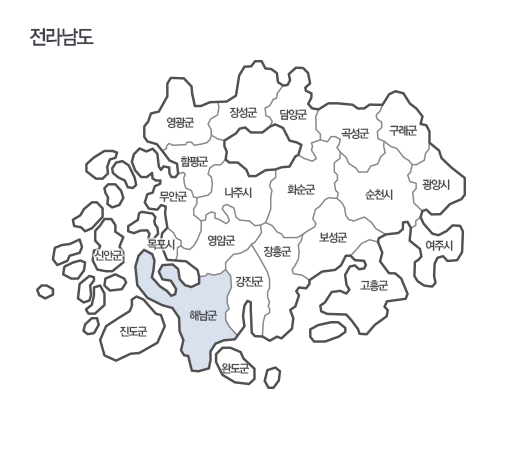 전라남도
장성군
담양군
영광군
곡성군
구례군
함평군
나주시
화순군
순천시
광양시
무안군
목포시
영암군
장흥군
보성군
여수시
신안군
강진군
고흥군
해남군
진도군
완도군